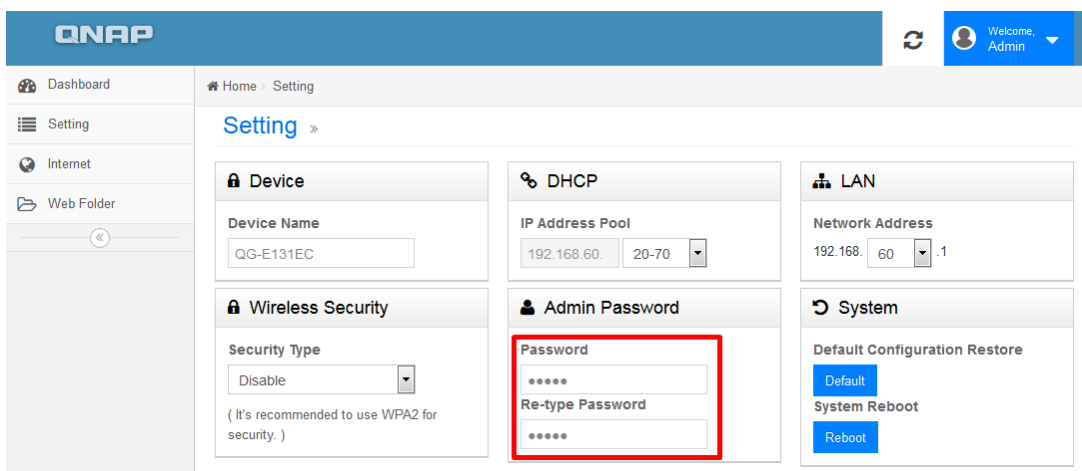 QNAP
Welcome,
Admin
Dashboard
Setting
Internet
Web Folder
Home > Setting
Setting »
Device
Device Name
QG-E131EC
DHCP
IP Address Pool
192.168.60. 20-70
LAN
Network Address
192.168. 60 .1
Wireless Security
Security Type
Disable
( It's recommended to use WPA2 for
security. )
Admin Password
Password
•••••
Re-type Password
•••••
System
Default Configuration Restore
Default
System Reboot
Reboot